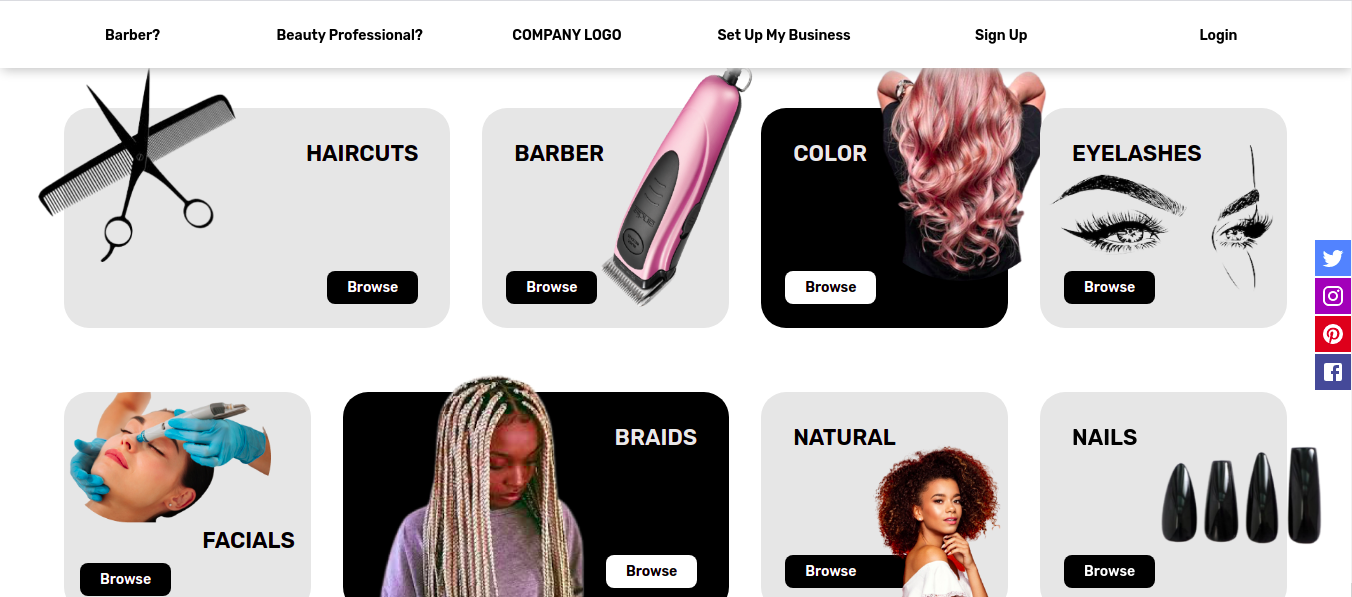 Barber? Beauty Professional? COMPANY LOGO Set Up My Business Sign Up Login
HAIRCUTS
Browse
BARBER
Browse
COLOR
Browse
EYELASHES
Browse
FACIALS
Browse
BRAIDS
Browse
NATURAL
Browse
NAILS
Browse